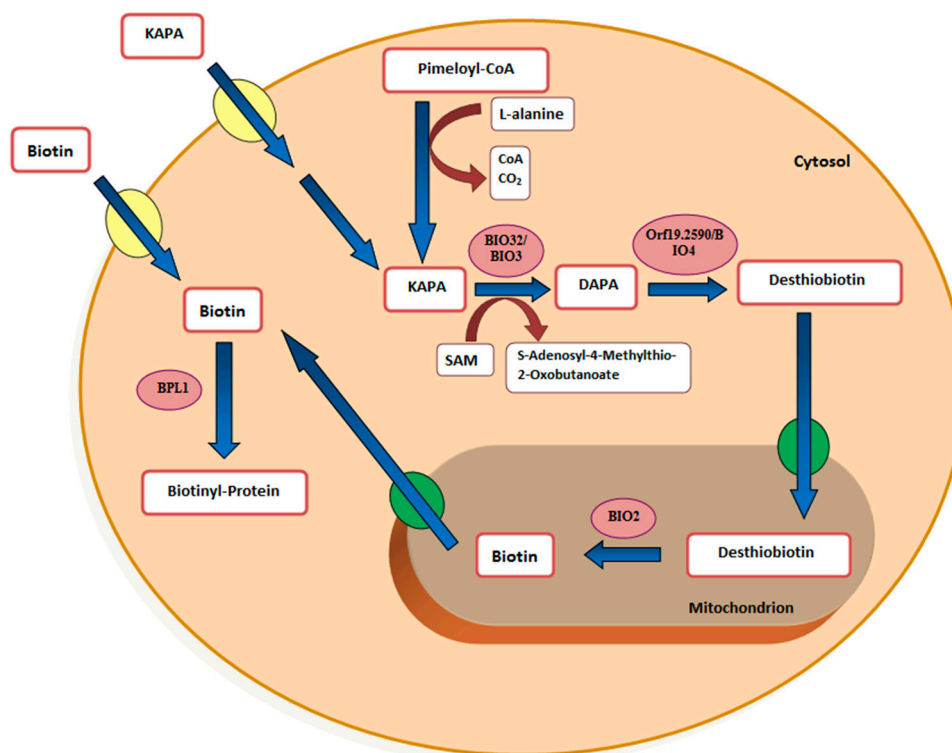 KAPA
Pimeloyl-CoA
L-alanine
Biotin
CoA
CO₂
Cytosol
BIO32/
BIO3
Orf19.2590/B
IO4
KAPA
DAPA
Desthiobiotin
Biotin
SAM
S-Adenosyl-4-Methylthio-
2-Oxobutanoate
BPL1
Biotinyl-Protein
BIO2
Biotin
Desthiobiotin
Mitochondrion